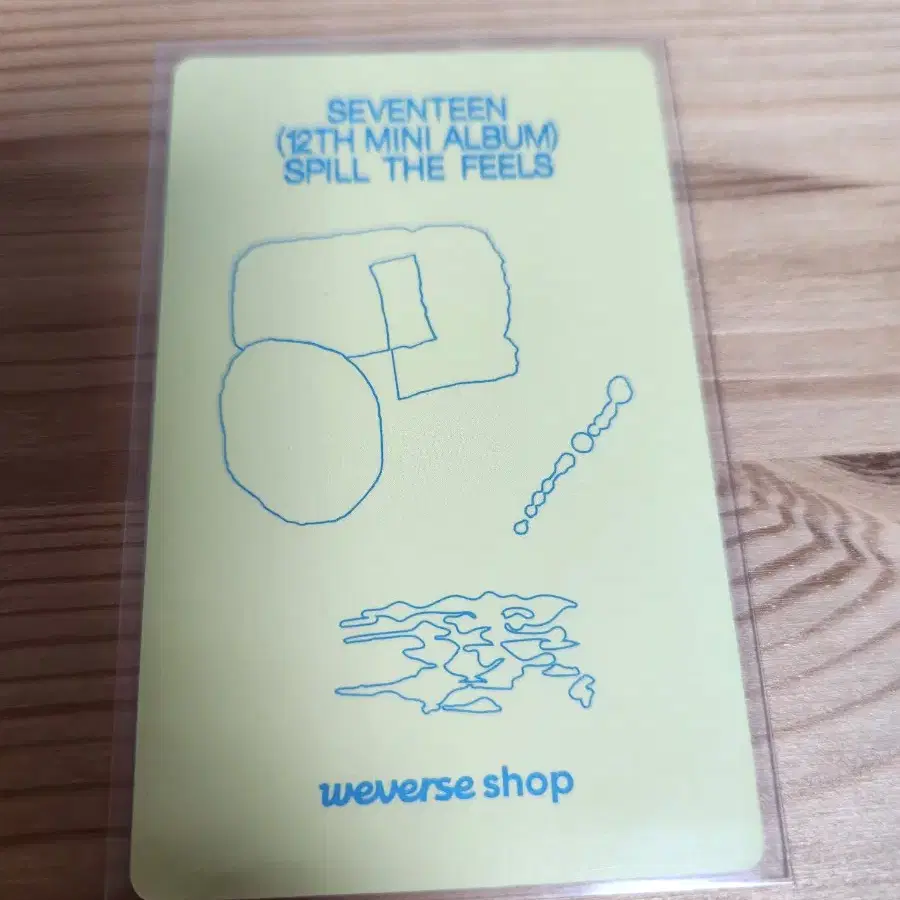 SEVENTEEN
(12TH MINI ALBUM)
SPILL THE FEELS
weverse shop